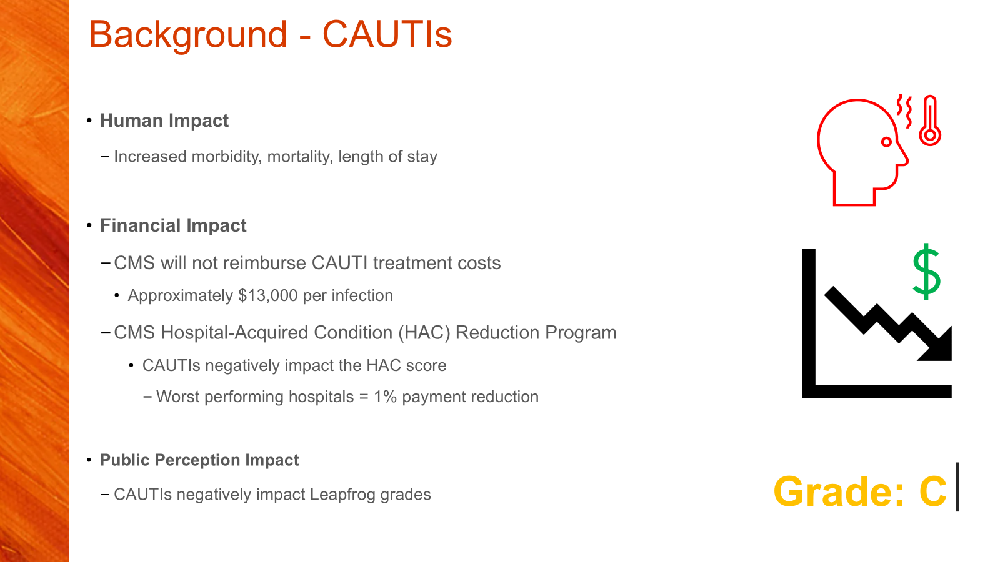 Background - CAUTIs
• Human Impact
– Increased morbidity, mortality, length of stay
• Financial Impact
– CMS will not reimburse CAUTI treatment costs
• Approximately $13,000 per infection
– CMS Hospital-Acquired Condition (HAC) Reduction Program
• CAUTIs negatively impact the HAC score
– Worst performing hospitals = 1% payment reduction
• Public Perception Impact
– CAUTIs negatively impact Leapfrog grades
$
Grade: C